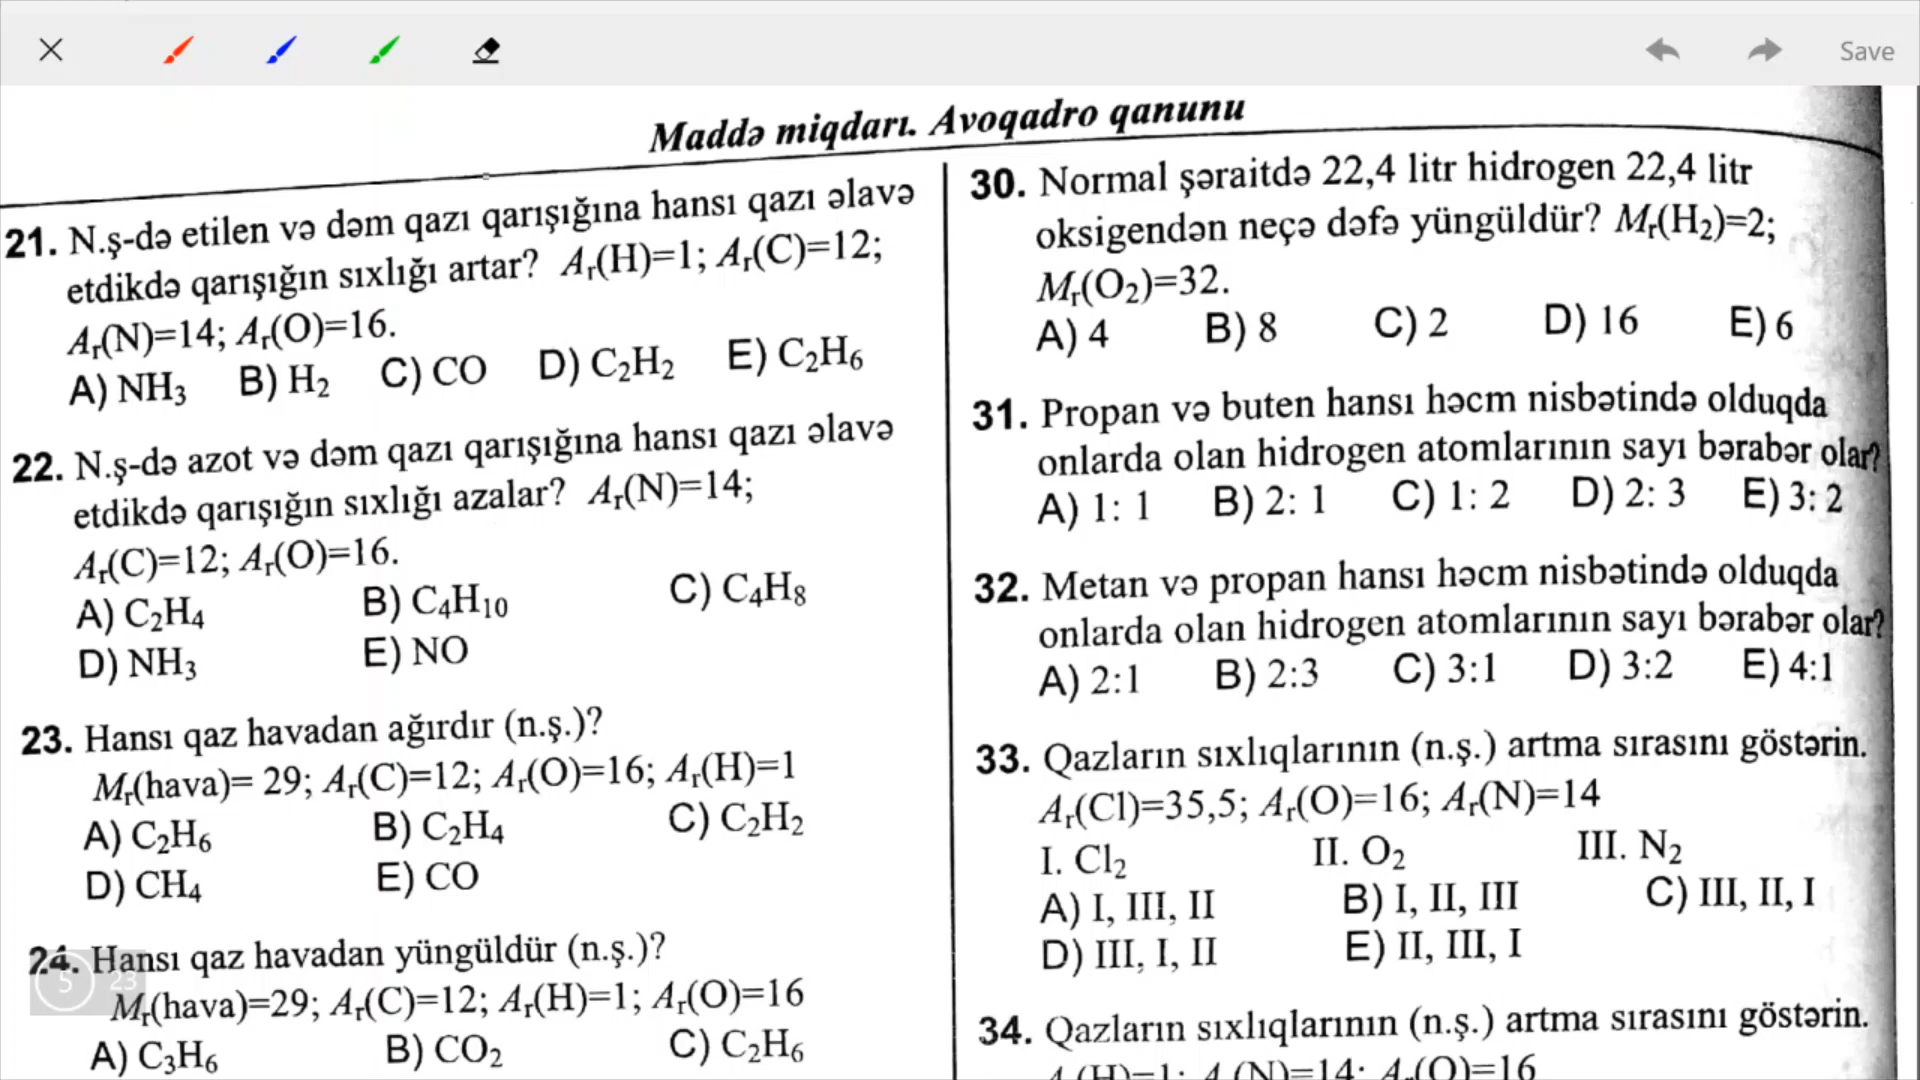 Save
Maddə miqdarı. Avoqadro qanunu
21. N.ş-də etilen və dəm qazı qarışığına hansı qazı əlavə
etdikdə qarışığın sıxlığı artar? Ar(H)=1; Ar(C)=12;
Ar(N)=14; Ar(O)=16.
A) NH3 B) H2 C) CO D) C2H2 E) C2H6
22. N.ş-də azot və dəm qazı qarışığına hansı qazı əlavə
etdikdə qarışığın sıxlığı azalar? Ar(N)=14;
Ar(C)=12; Ar(O)=16.
A) C2H4 B) C4H10 C) C4H8
D) NH3 E) NO
23. Hansı qaz havadan ağırdır (n.ş.)?
Mr(hava)= 29; Ar(C)=12; Ar(O)=16; Ar(H)=1
A) C2H6 B) C2H4 C) C2H2
D) CH4 E) CO
24. Hansı qaz havadan yüngüldür (n.ş.)?
5 23
Mr(hava)=29; Ar(C)=12; Ar(H)=1; Ar(O)=16
A) C3H6 B) CO2 C) C2H6
30. Normal şəraitdə 22,4 litr hidrogen 22,4 litr
oksigendən neçə dəfə yüngüldür? Mr(H2)=2;
Mr(O2)=32.
A) 4 B) 8 C) 2 D) 16 E) 6
31. Propan və buten hansı həcm nisbətində olduqda
onlarda olan hidrogen atomlarının sayı bərabər olar?
A) 1: 1 B) 2: 1 C) 1: 2 D) 2: 3 E) 3: 2
32. Metan və propan hansı həcm nisbətində olduqda
onlarda olan hidrogen atomlarının sayı bərabər olar?
A) 2:1 B) 2:3 C) 3:1 D) 3:2 E) 4:1
33. Qazların sıxlıqlarının (n.ş.) artma sırasını göstərin.
Ar(Cl)=35,5; Ar(O)=16; Ar(N)=14
I. Cl2 II. O2 III. N2
A) I, III, II B) I, II, III C) III, II, I
D) III, I, II E) II, III, I
34. Qazların sıxlıqlarının (n.ş.) artma sırasını göstərin.
Ar(H)=1; Ar(N)=14; Ar(O)=16